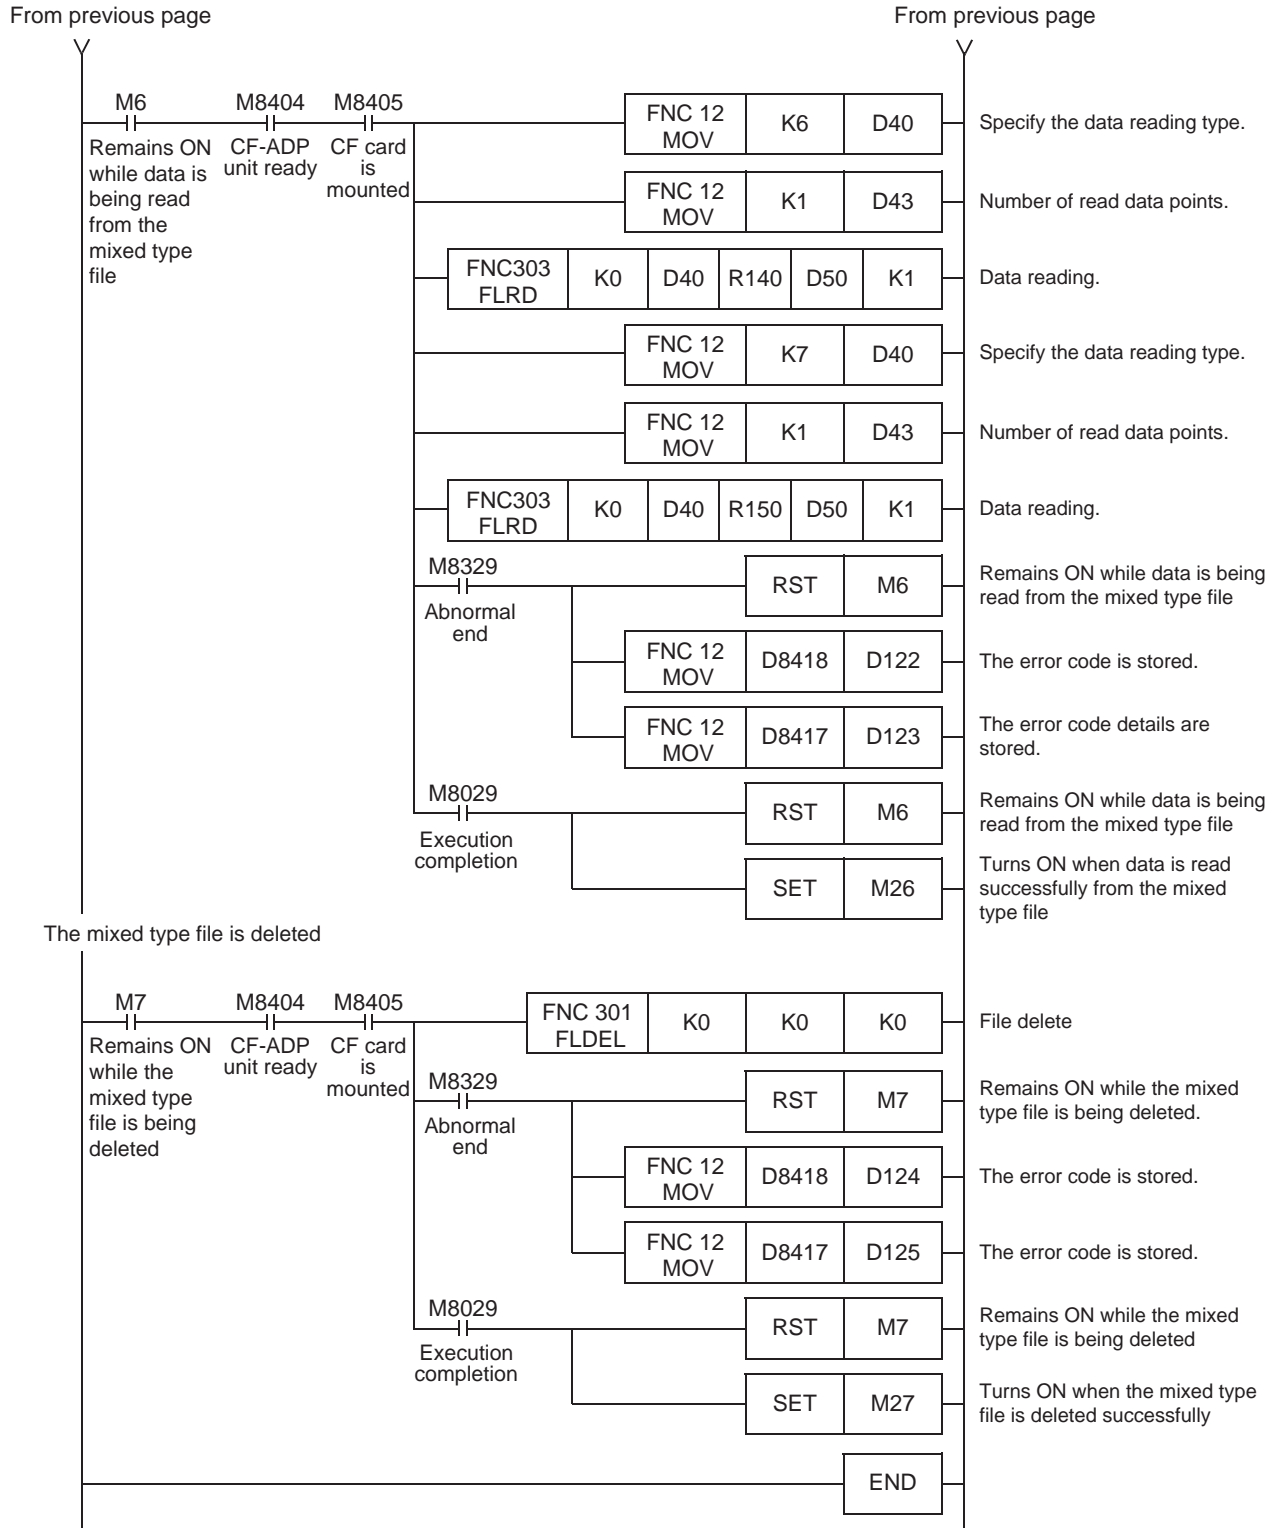 From previous page
From previous page
M6
M8404
M8405
Remains ON
while data is
being read
from the
mixed type
file
CF-ADP
unit ready
CF card
is
mounted
FNC 12
MOV
K6
D40
Specify the data reading type.
FNC 12
MOV
K1
D43
Number of read data points.
FNC303
FLRD
K0
D40
R140
D50
K1
Data reading.
FNC 12
MOV
K7
D40
Specify the data reading type.
FNC 12
MOV
K1
D43
Number of read data points.
FNC303
FLRD
K0
D40
R150
D50
K1
Data reading.
M8329
Abnormal
end
RST
M6
Remains ON while data is being
read from the mixed type file
FNC 12
MOV
D8418
D122
The error code is stored.
FNC 12
MOV
D8417
D123
The error code details are
stored.
M8029
Execution
completion
RST
M6
Remains ON while data is being
read from the mixed type file
SET
M26
Turns ON when data is read
successfully from the mixed
type file
The mixed type file is deleted
M7
M8404
M8405
Remains ON
while the
mixed type
file is being
deleted
CF-ADP
unit ready
CF card
is
mounted
FNC 301
FLDEL
K0
K0
K0
File delete
M8329
Abnormal
end
RST
M7
Remains ON while the mixed
type file is being deleted.
FNC 12
MOV
D8418
D124
The error code is stored.
FNC 12
MOV
D8417
D125
The error code is stored.
M8029
Execution
completion
RST
M7
Remains ON while the mixed
type file is being deleted
SET
M27
Turns ON when the mixed type
file is deleted successfully
END